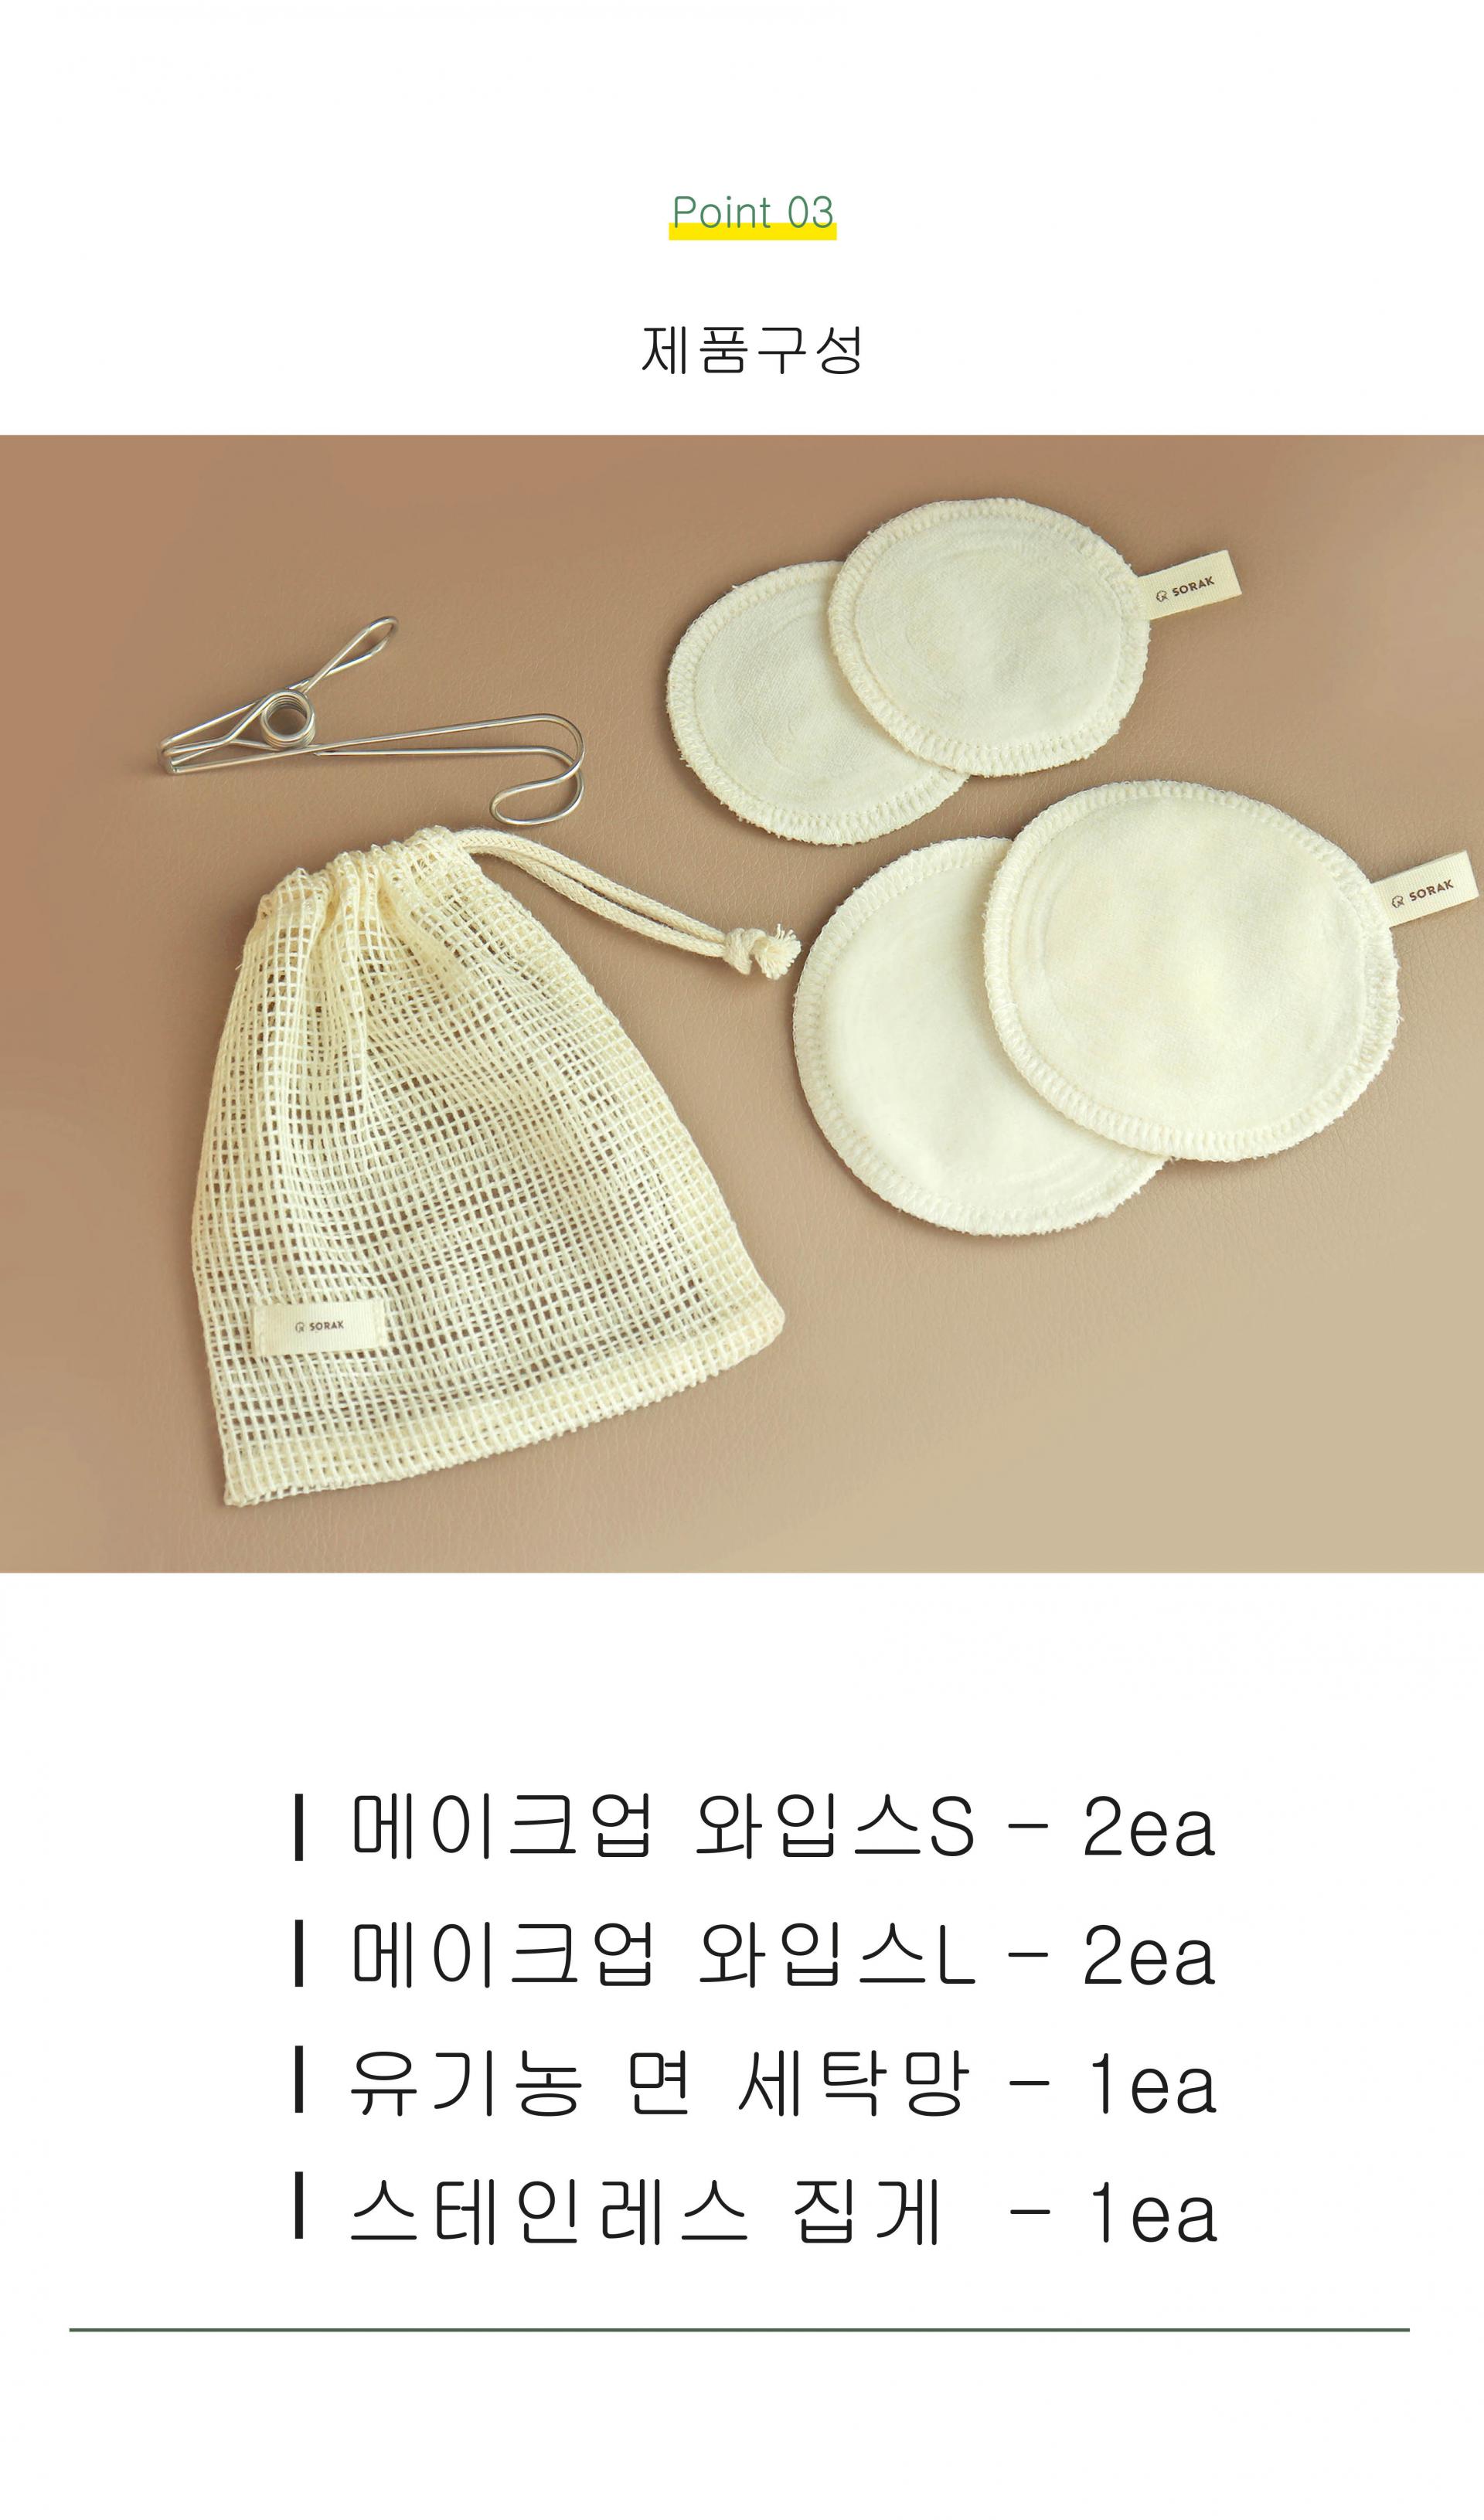 Point 03
제품구성
SORAK
SORAK
SORAK
메이크업 와입스S - 2ea
메이크업 와입스L - 2ea
유기농 면 세탁망 - 1ea
스테인레스 집게 - 1ea